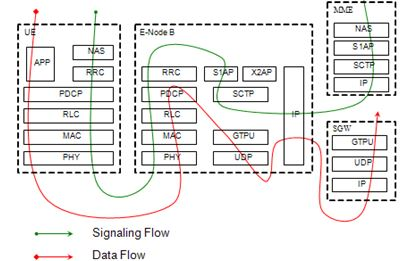 UE
APP
NAS
RRC
PDCP
RLC
MAC
PHY
E-Node B
RRC
S1AP
X2AP
PDCP
SCTP
RLC
MAC
GTPU
PHY
UDP
IP
MME
NAS
S1AP
SCTP
IP
SGW
GTPU
UDP
IP
Signaling Flow
Data Flow